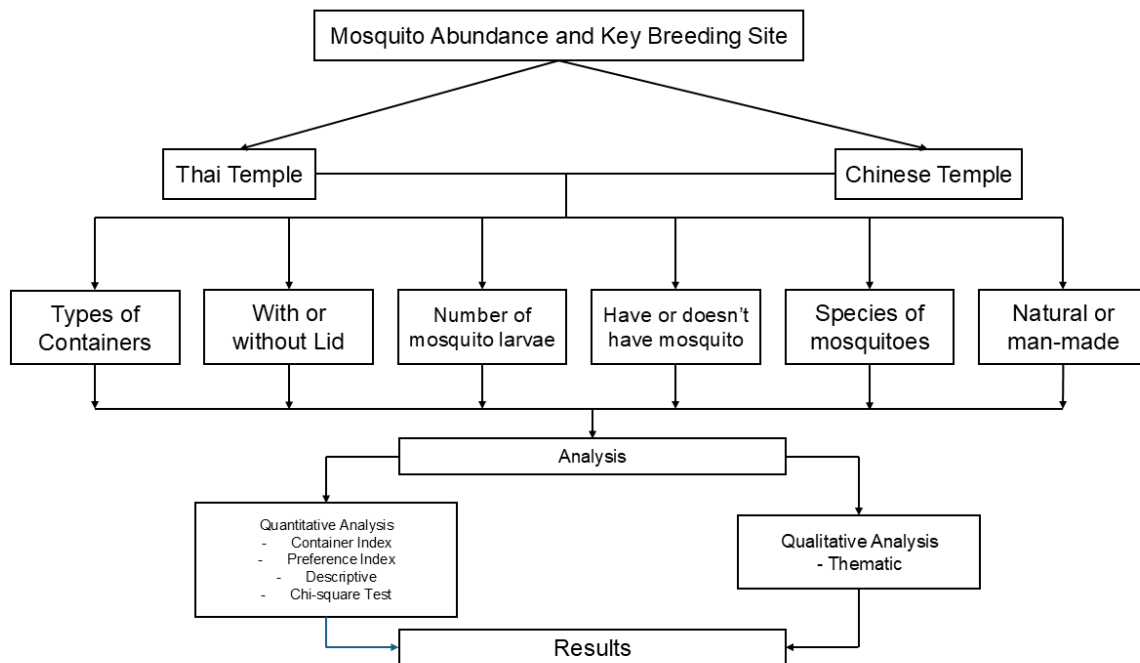 Mosquito Abundance and Key Breeding Site
Thai Temple
Chinese Temple
Types of
Containers
With or
without Lid
Number of
mosquito larvae
Have or doesn’t
have mosquito
Species of
mosquitoes
Natural or
man-made
Analysis
Quantitative Analysis
- Container Index
- Preference Index
- Descriptive
- Chi-square Test
Qualitative Analysis
- Thematic
Results